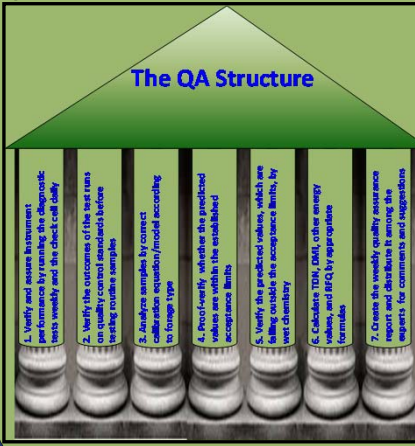 The QA Structure
1. Verify and assure instrument
performance by running the diagnostic
tests weekly and the check cell daily
2. Verify the outcomes of the test runs
on quality control standards before
testing routine samples
3. Analyze samples by correct
calibration equation/model according
to forage type
4. Proof-verify whether the predicted
values are within the established
acceptance limits
5. Verify the predicted values, which are
falling outside the acceptance limits, by
wet chemistry
6. Calculate TDN, DMI, other energy
values, and RFQ by appropriate
formulas
7. Create the weekly quality assurance
report and distribute it among the
experts for comments and suggestions